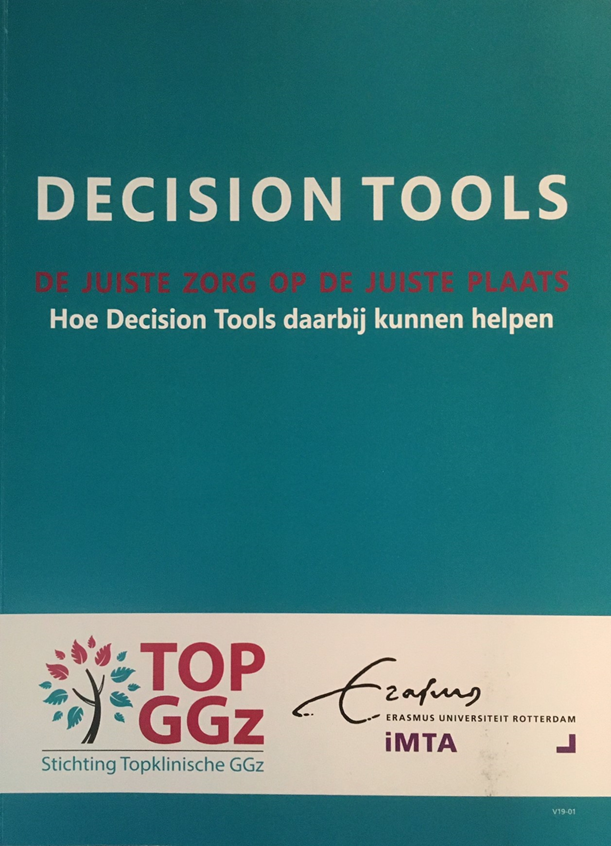 DECISION TOOLS
DE JUISTE ZORG OP DE JUISTE PLAATS
Hoe Decision Tools daarbij kunnen helpen
TOP
GGz
Stichting Topklinische GGz
Erasmus
ERASMUS UNIVERSITEIT ROTTERDAM
iMTA
V19-01